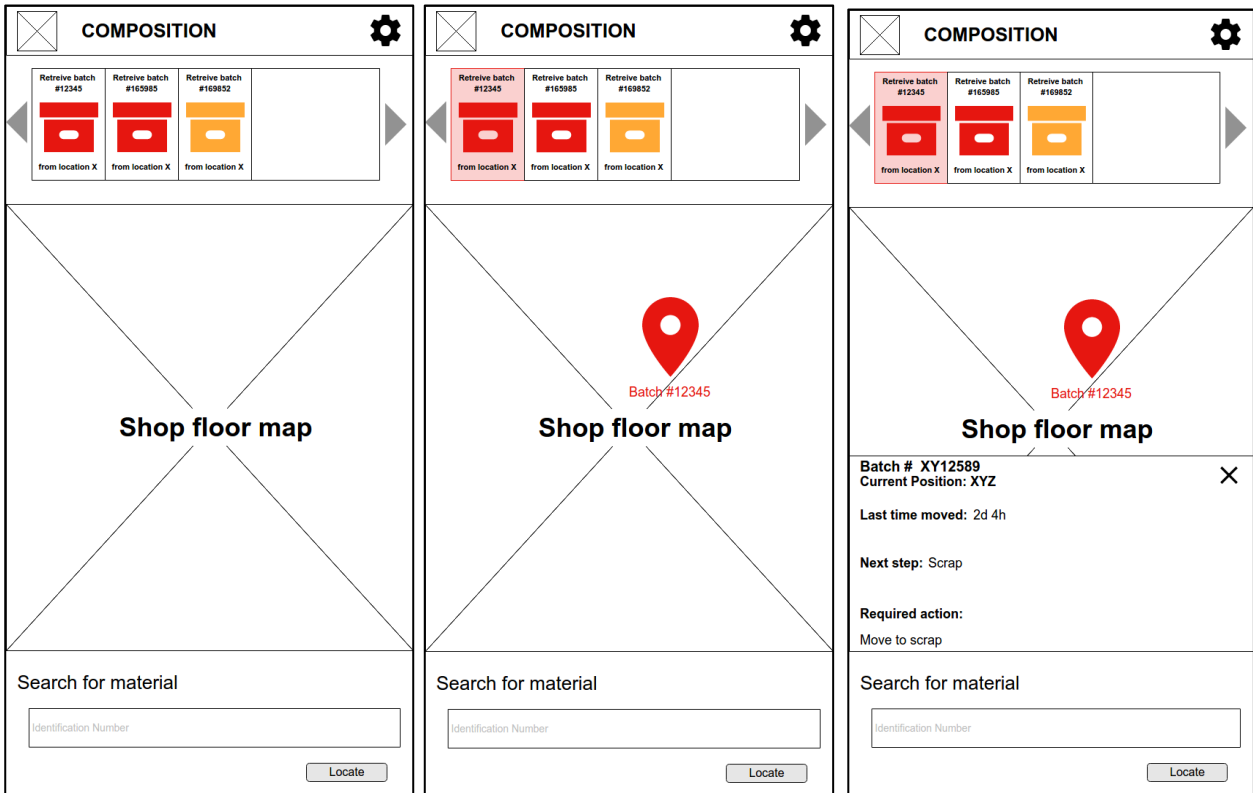 COMPOSITION
Retreive batch
#12345
from location X
Retreive batch
#165985
from location X
Retreive batch
#169852
from location X
Shop floor map
Search for material
Identification Number
Locate
COMPOSITION
Retreive batch
#12345
from location X
Retreive batch
#165985
from location X
Retreive batch
#169852
from location X
Batch #12345
Shop floor map
Search for material
Identification Number
Locate
COMPOSITION
Retreive batch
#12345
from location X
Retreive batch
#165985
from location X
Retreive batch
#169852
from location X
Batch #12345
Shop floor map
Batch # XY12589
Current Position: XYZ
Last time moved: 2d 4h
Next step: Scrap
Required action:
Move to scrap
Search for material
Identification Number
Locate